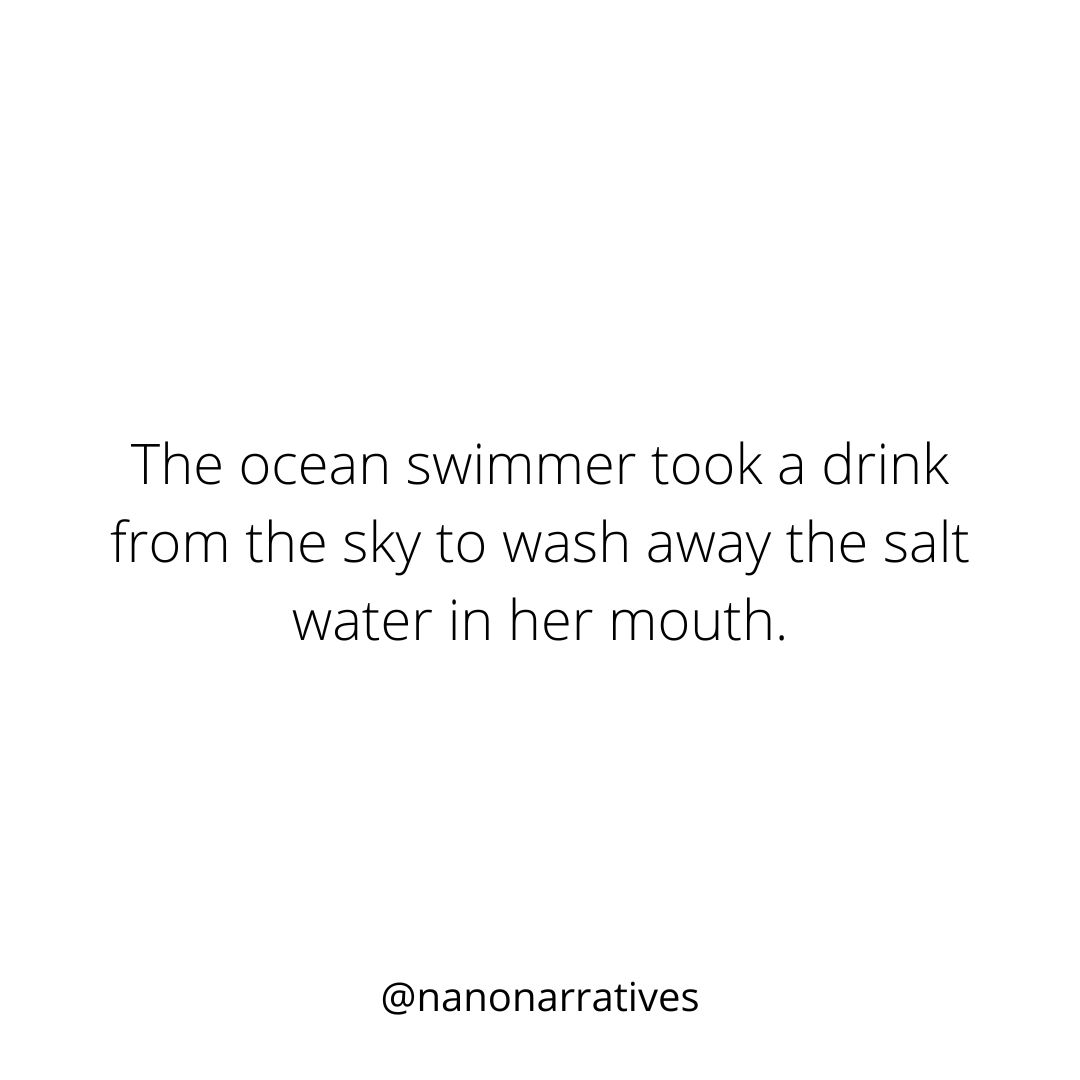 The ocean swimmer took a drink
from the sky to wash away the salt
water in her mouth.
@nanonarratives